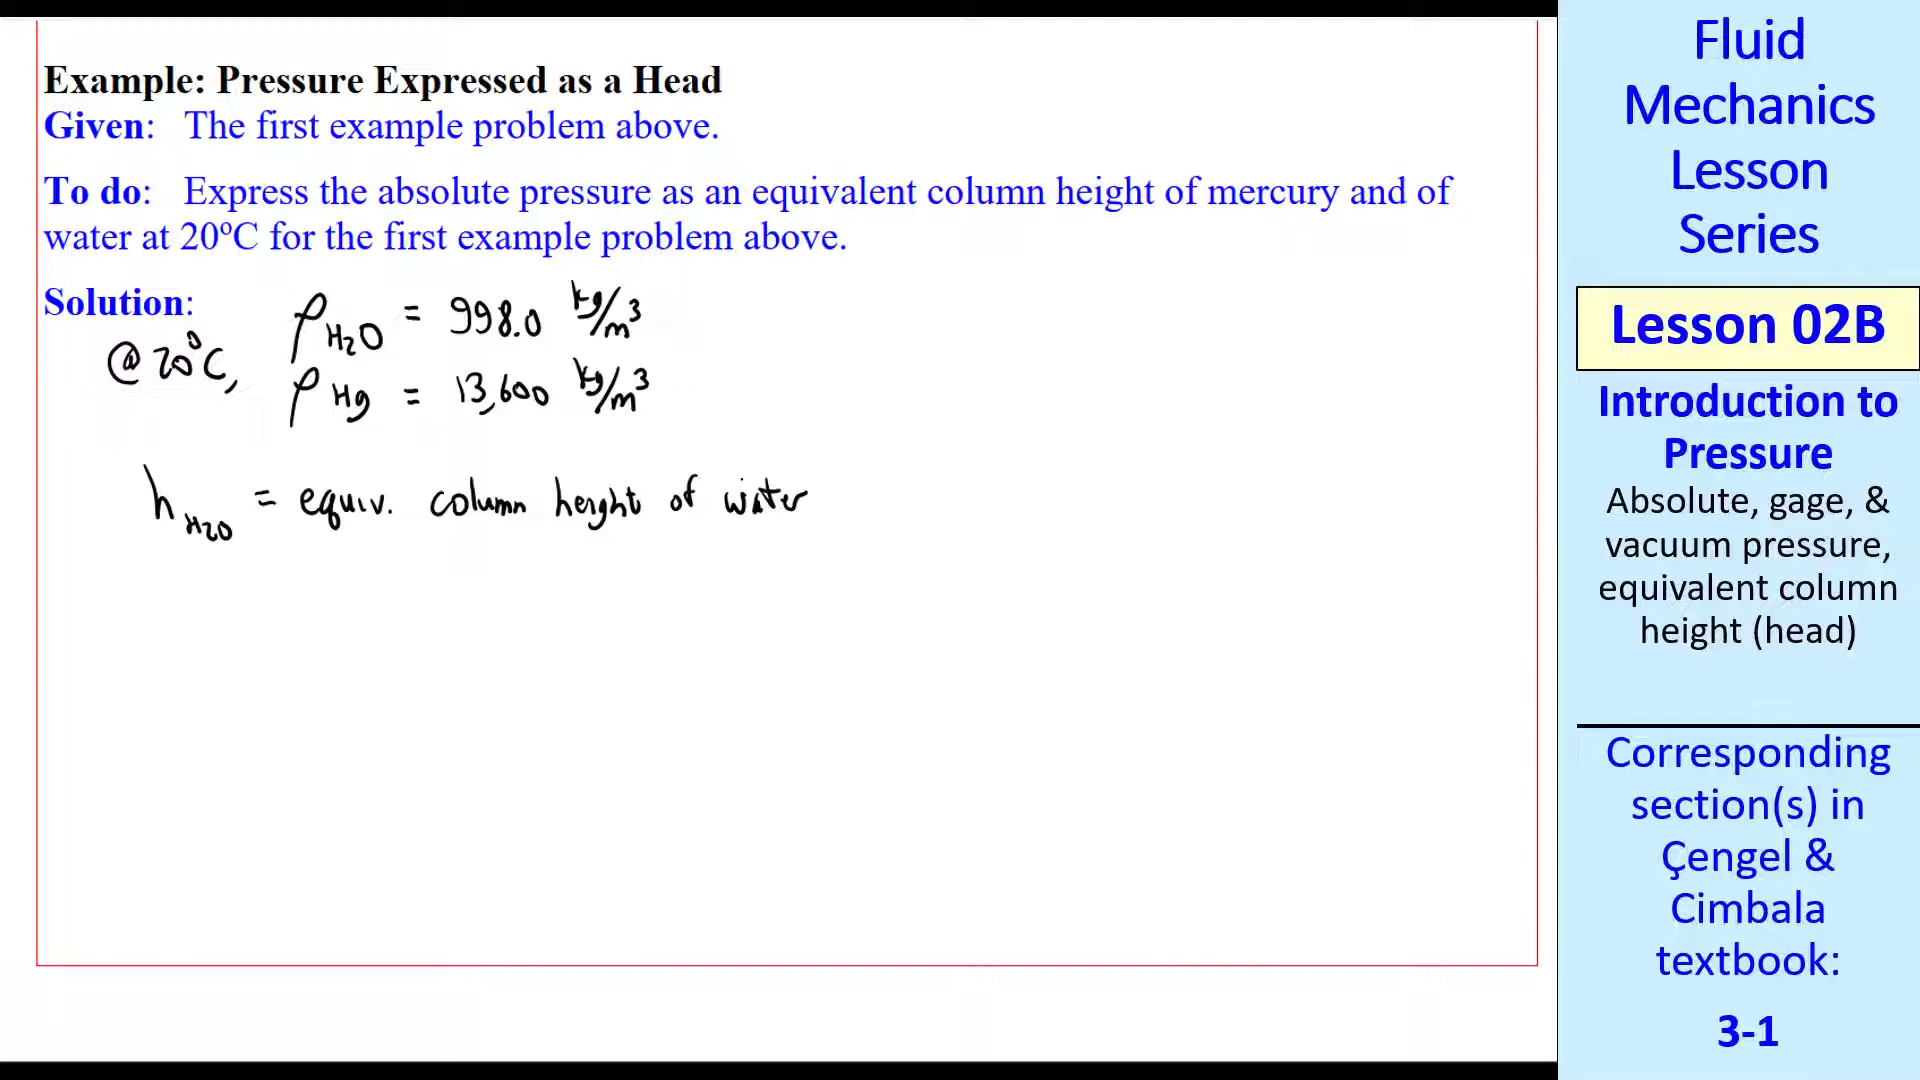 Example: Pressure Expressed as a Head
Given: The first example problem above.
To do: Express the absolute pressure as an equivalent column height of mercury and of
water at 20°C for the first example problem above.
Solution:
@ 20°C,
ρ H2O = 998.0 kg/m³
ρ Hg = 13,600 kg/m³
h H2O = equiv. column height of water
Fluid
Mechanics
Lesson
Series
Lesson 02B
Introduction to
Pressure
Absolute, gage, &
vacuum pressure,
equivalent column
height (head)
Corresponding
section(s) in
Çengel &
Cimbala
textbook:
3-1